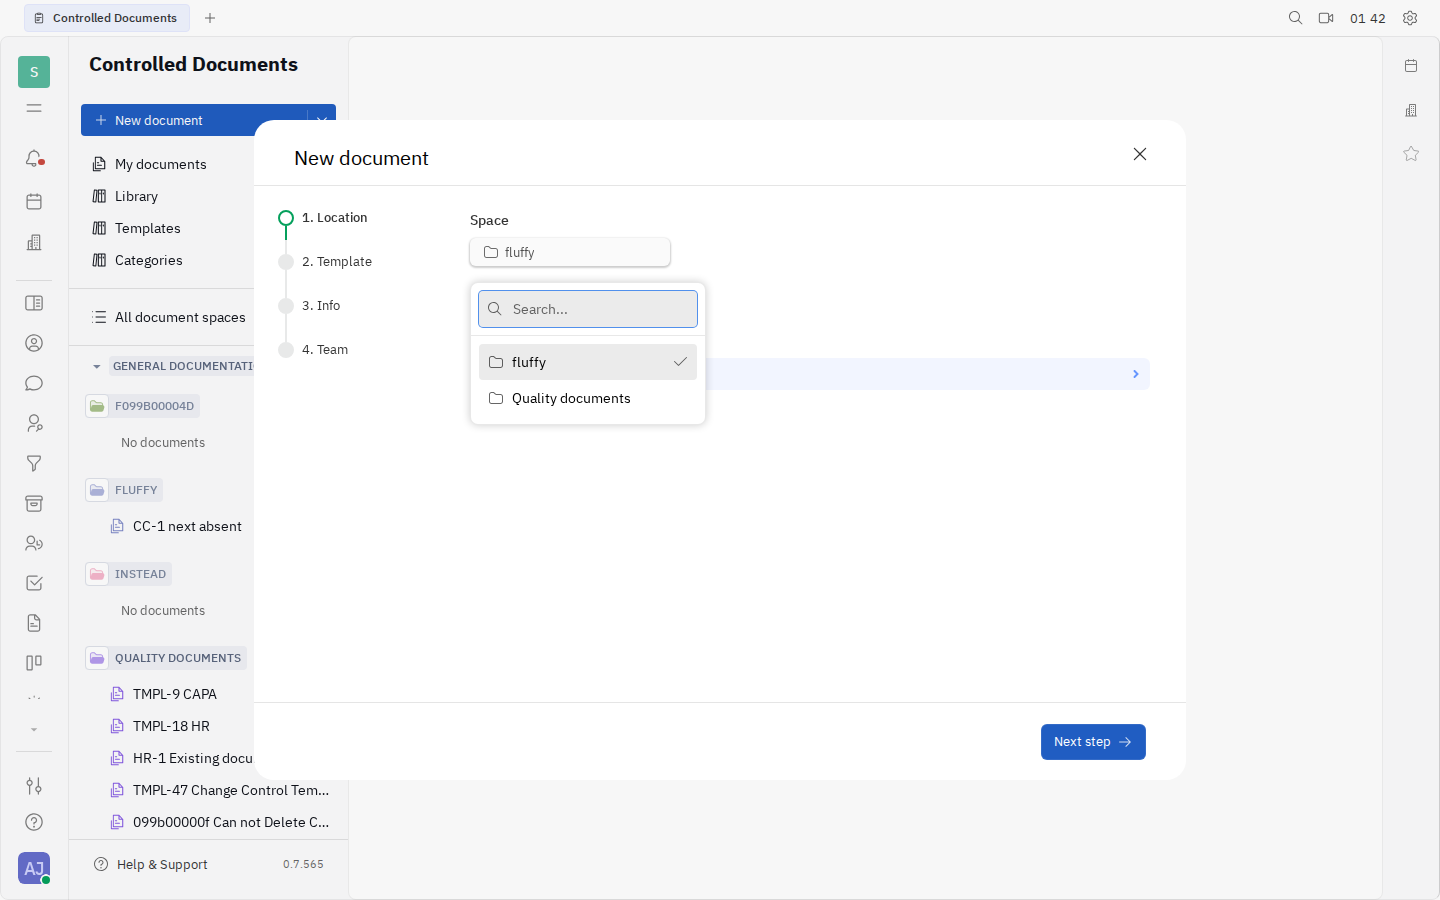 Controlled Documents
01 42
S
Controlled Documents
New document
My documents
Library
Templates
Categories
All document spaces
GENERAL DOCUMENTATI
F099B00004D
No documents
FLUFFY
CC-1 next absent
INSTEAD
No documents
QUALITY DOCUMENTS
TMPL-9 CAPA
TMPL-18 HR
HR-1 Existing docu
TMPL-47 Change Control Tem...
099b00000f Can not Delete C...
Help & Support
0.7.565
AJ
New document
1. Location
2. Template
3. Info
4. Team
Space
fluffy
Search...
fluffy
Quality documents
Next step